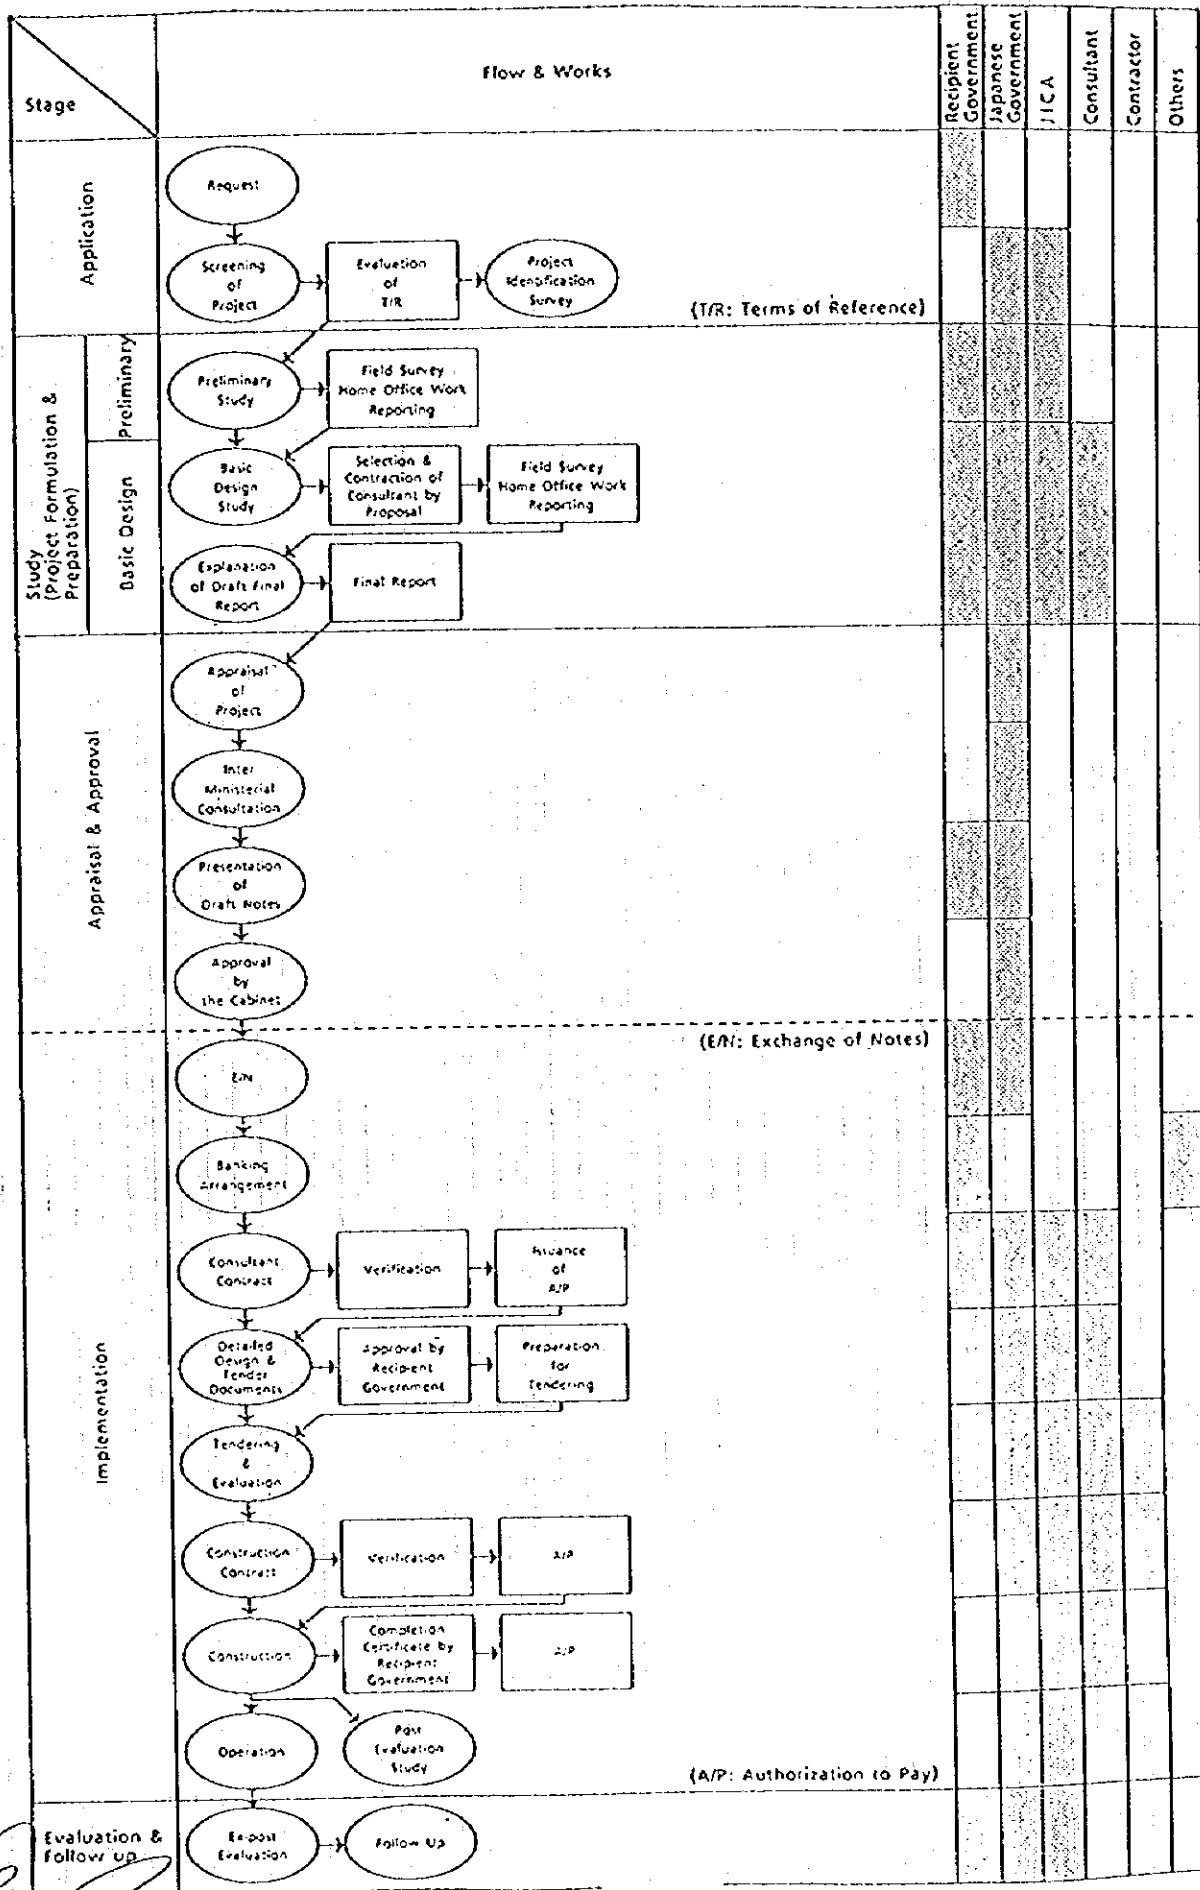 Stage
Flow & Works
Recipient
Government
Japanese
Government
JICA
Consultant
Contractor
Others
Application
Request
Screening
of
Project
Evaluation
of
T/R
Project
Identification
Survey
(T/R: Terms of Reference)
Study
(Project Formulation &
Preparation)
Preliminary
Preliminary
Study
Field Survey
Home Office Work
Reporting
Basic Design
Basic
Design
Study
Selection &
Contraction of
Consultant by
Proposal
Field Survey
Home Office Work
Reporting
Explanation
of Draft Final
Report
Final Report
Appraisal & Approval
Appraisal
of
Project
Inter
Ministerial
Consultation
Presentation
of
Draft Notes
Approval
by
the Cabinet
(E/N: Exchange of Notes)
Implementation
E/N
Banking
Arrangement
Consultant
Contract
Verification
Issuance
of
A/P
Detailed
Design &
Tender
Documents
Approval by
Recipient
Government
Preparation
for
Tendering
Tendering
&
Evaluation
Construction
Contract
Verification
A/P
Construction
Completion
Certificate by
Recipient
Government
A/P
Operation
Post
Evaluation
Study
(A/P: Authorization to Pay)
Evaluation &
Follow up
Ex-post
Evaluation
Follow Up